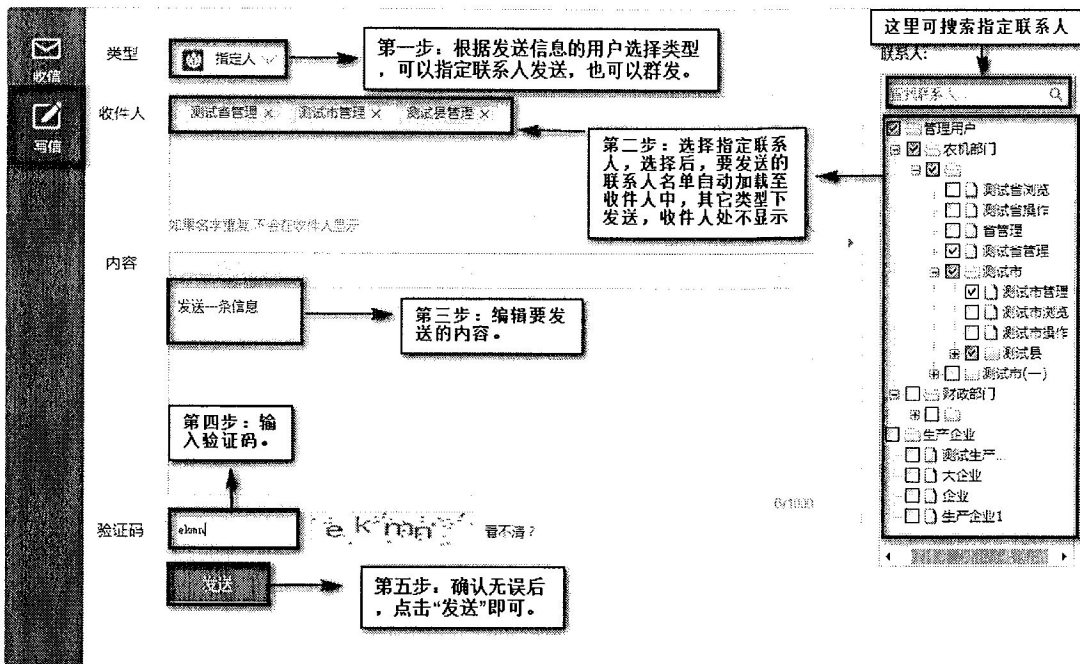 这里可搜索指定联系人
联系人:
查找联系人...
收信
写信
类型
指定人
第一步：根据发送信息的用户选择类型
，可以指定联系人发送，也可以群发。
收件人
测试省管理 × 测试市管理 × 测试县管理 ×
第二步：选择指定联系
人，选择后，要发送的
联系人名单自动加载至
收件人中，其它类型下
发送，收件人处不显示
如果名字重复,不会在收件人显示
内容
发送一条信息
第三步：编辑要发
送的内容。
第四步：输
入验证码。
6/1000
验证码
ekmn
e k m n
看不清？
发送
第五步：确认无误后
，点击“发送”即可。
管理用户
农机部门
测试省浏览
测试省操作
省管理
测试省管理
测试市
测试市管理
测试市浏览
测试市操作
测试县
测试市(一)
财政部门
生产企业
测试生产...
大企业
企业
生产企业1